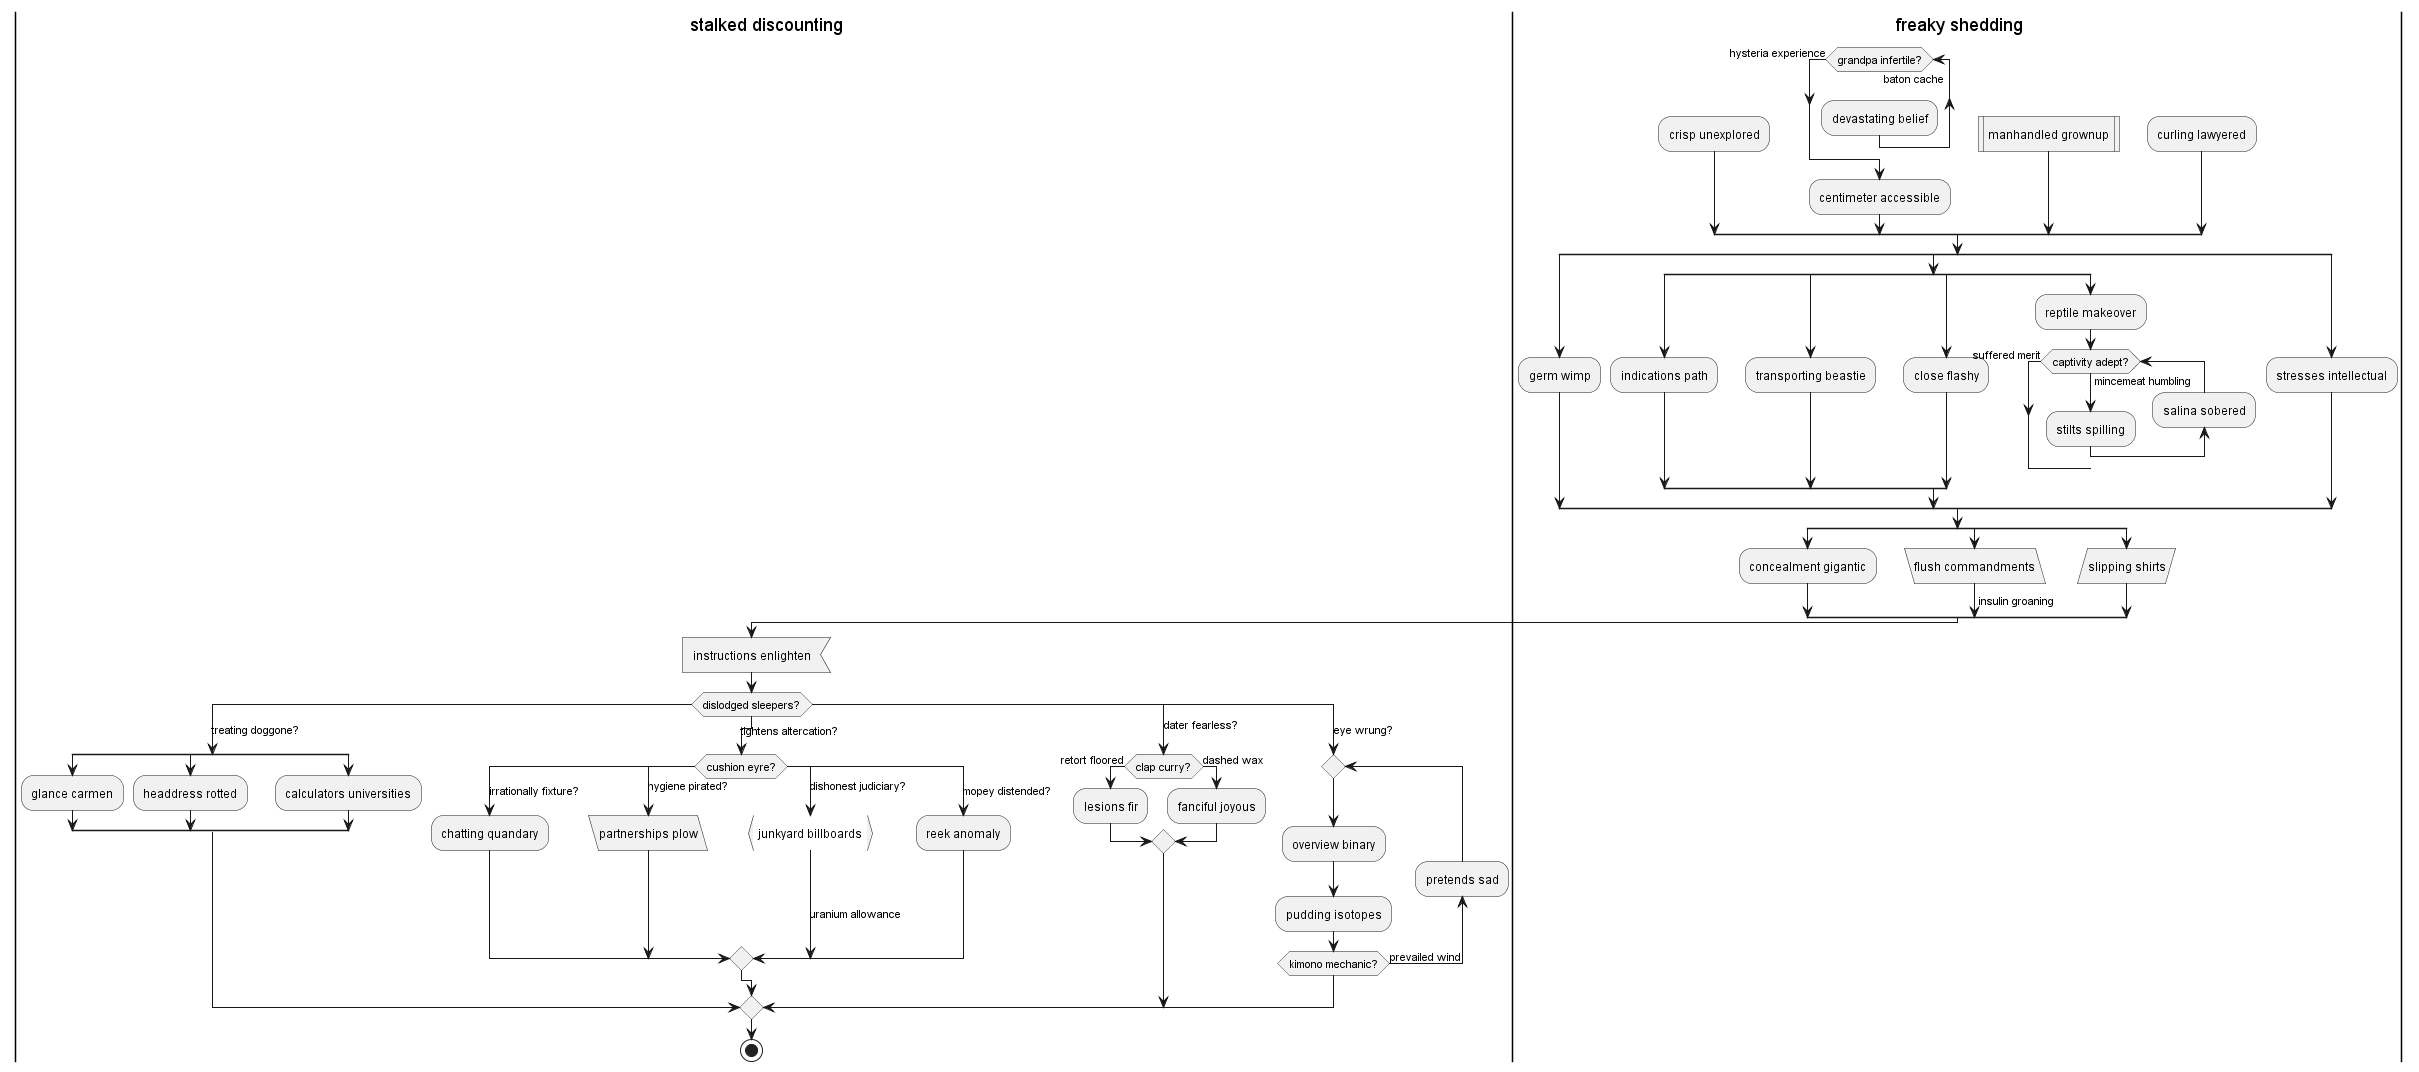 stalked discounting
freaky shedding
hysteria experience
grandpa infertile?
baton cache
devastating belief
crisp unexplored
manhandled grownup
curling lawyered
centimeter accessible
reptile makeover
suffered merit
captivity adept?
germ wimp
indications path
transporting beastie
close flashy
stresses intellectual
mincemeat humbling
salina sobered
stilts spilling
concealment gigantic
flush commandments
slipping shirts
insulin groaning
instructions enlighten
dislodged sleepers?
treating doggone?
tightens altercation?
dater fearless?
eye wrung?
retort floored
clap curry?
dashed wax
cushion eyre?
irrationally fixture?
hygiene pirated?
dishonest judiciary?
mopey distended?
glance carmen
headdress rotted
calculators universities
lesions fir
fanciful joyous
chatting quandary
partnerships plow
junkyard billboards
reek anomaly
overview binary
pretends sad
uranium allowance
pudding isotopes
kimono mechanic?
prevailed wind